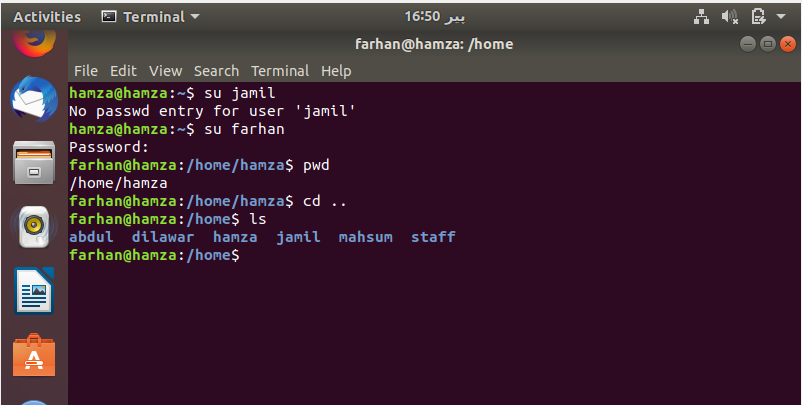 Activities Terminal 16:50 پیر
farhan@hamza: /home
File Edit View Search Terminal Help
hamza@hamza:~$ su jamil
No passwd entry for user 'jamil'
hamza@hamza:~$ su farhan
Password:
farhan@hamza:/home/hamza$ pwd
/home/hamza
farhan@hamza:/home/hamza$ cd ..
farhan@hamza:/home$ ls
abdul dilawar hamza jamil mahsum staff
farhan@hamza:/home$